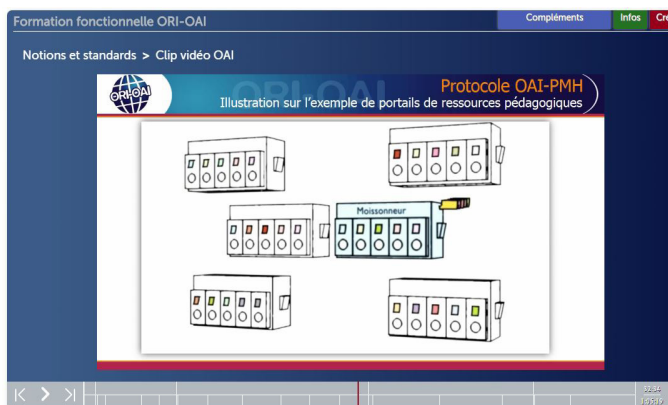 Formation fonctionnelle ORI-OAI
Compléments
Infos
Cre
Notions et standards > Clip vidéo OAI
ORI-OAI
ORI-OAI
Protocole OAI-PMH
Illustration sur l'exemple de portails de ressources pédagogiques
Moissonneur